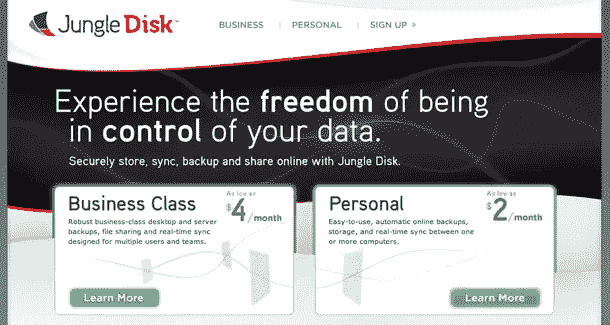 Jungle Disk
BUSINESS | PERSONAL | SIGN UP »
Experience the freedom of being
in control of your data.
Securely store, sync, backup and share online with Jungle Disk.
Business Class
As low as
$4/month
Robust business-class desktop and server
backups, file sharing and real-time sync
designed for multiple users and teams.
Learn More
Personal
As low as
$2/month
Easy-to-use, automatic online backups,
storage, and real-time sync between one
or more computers.
Learn More